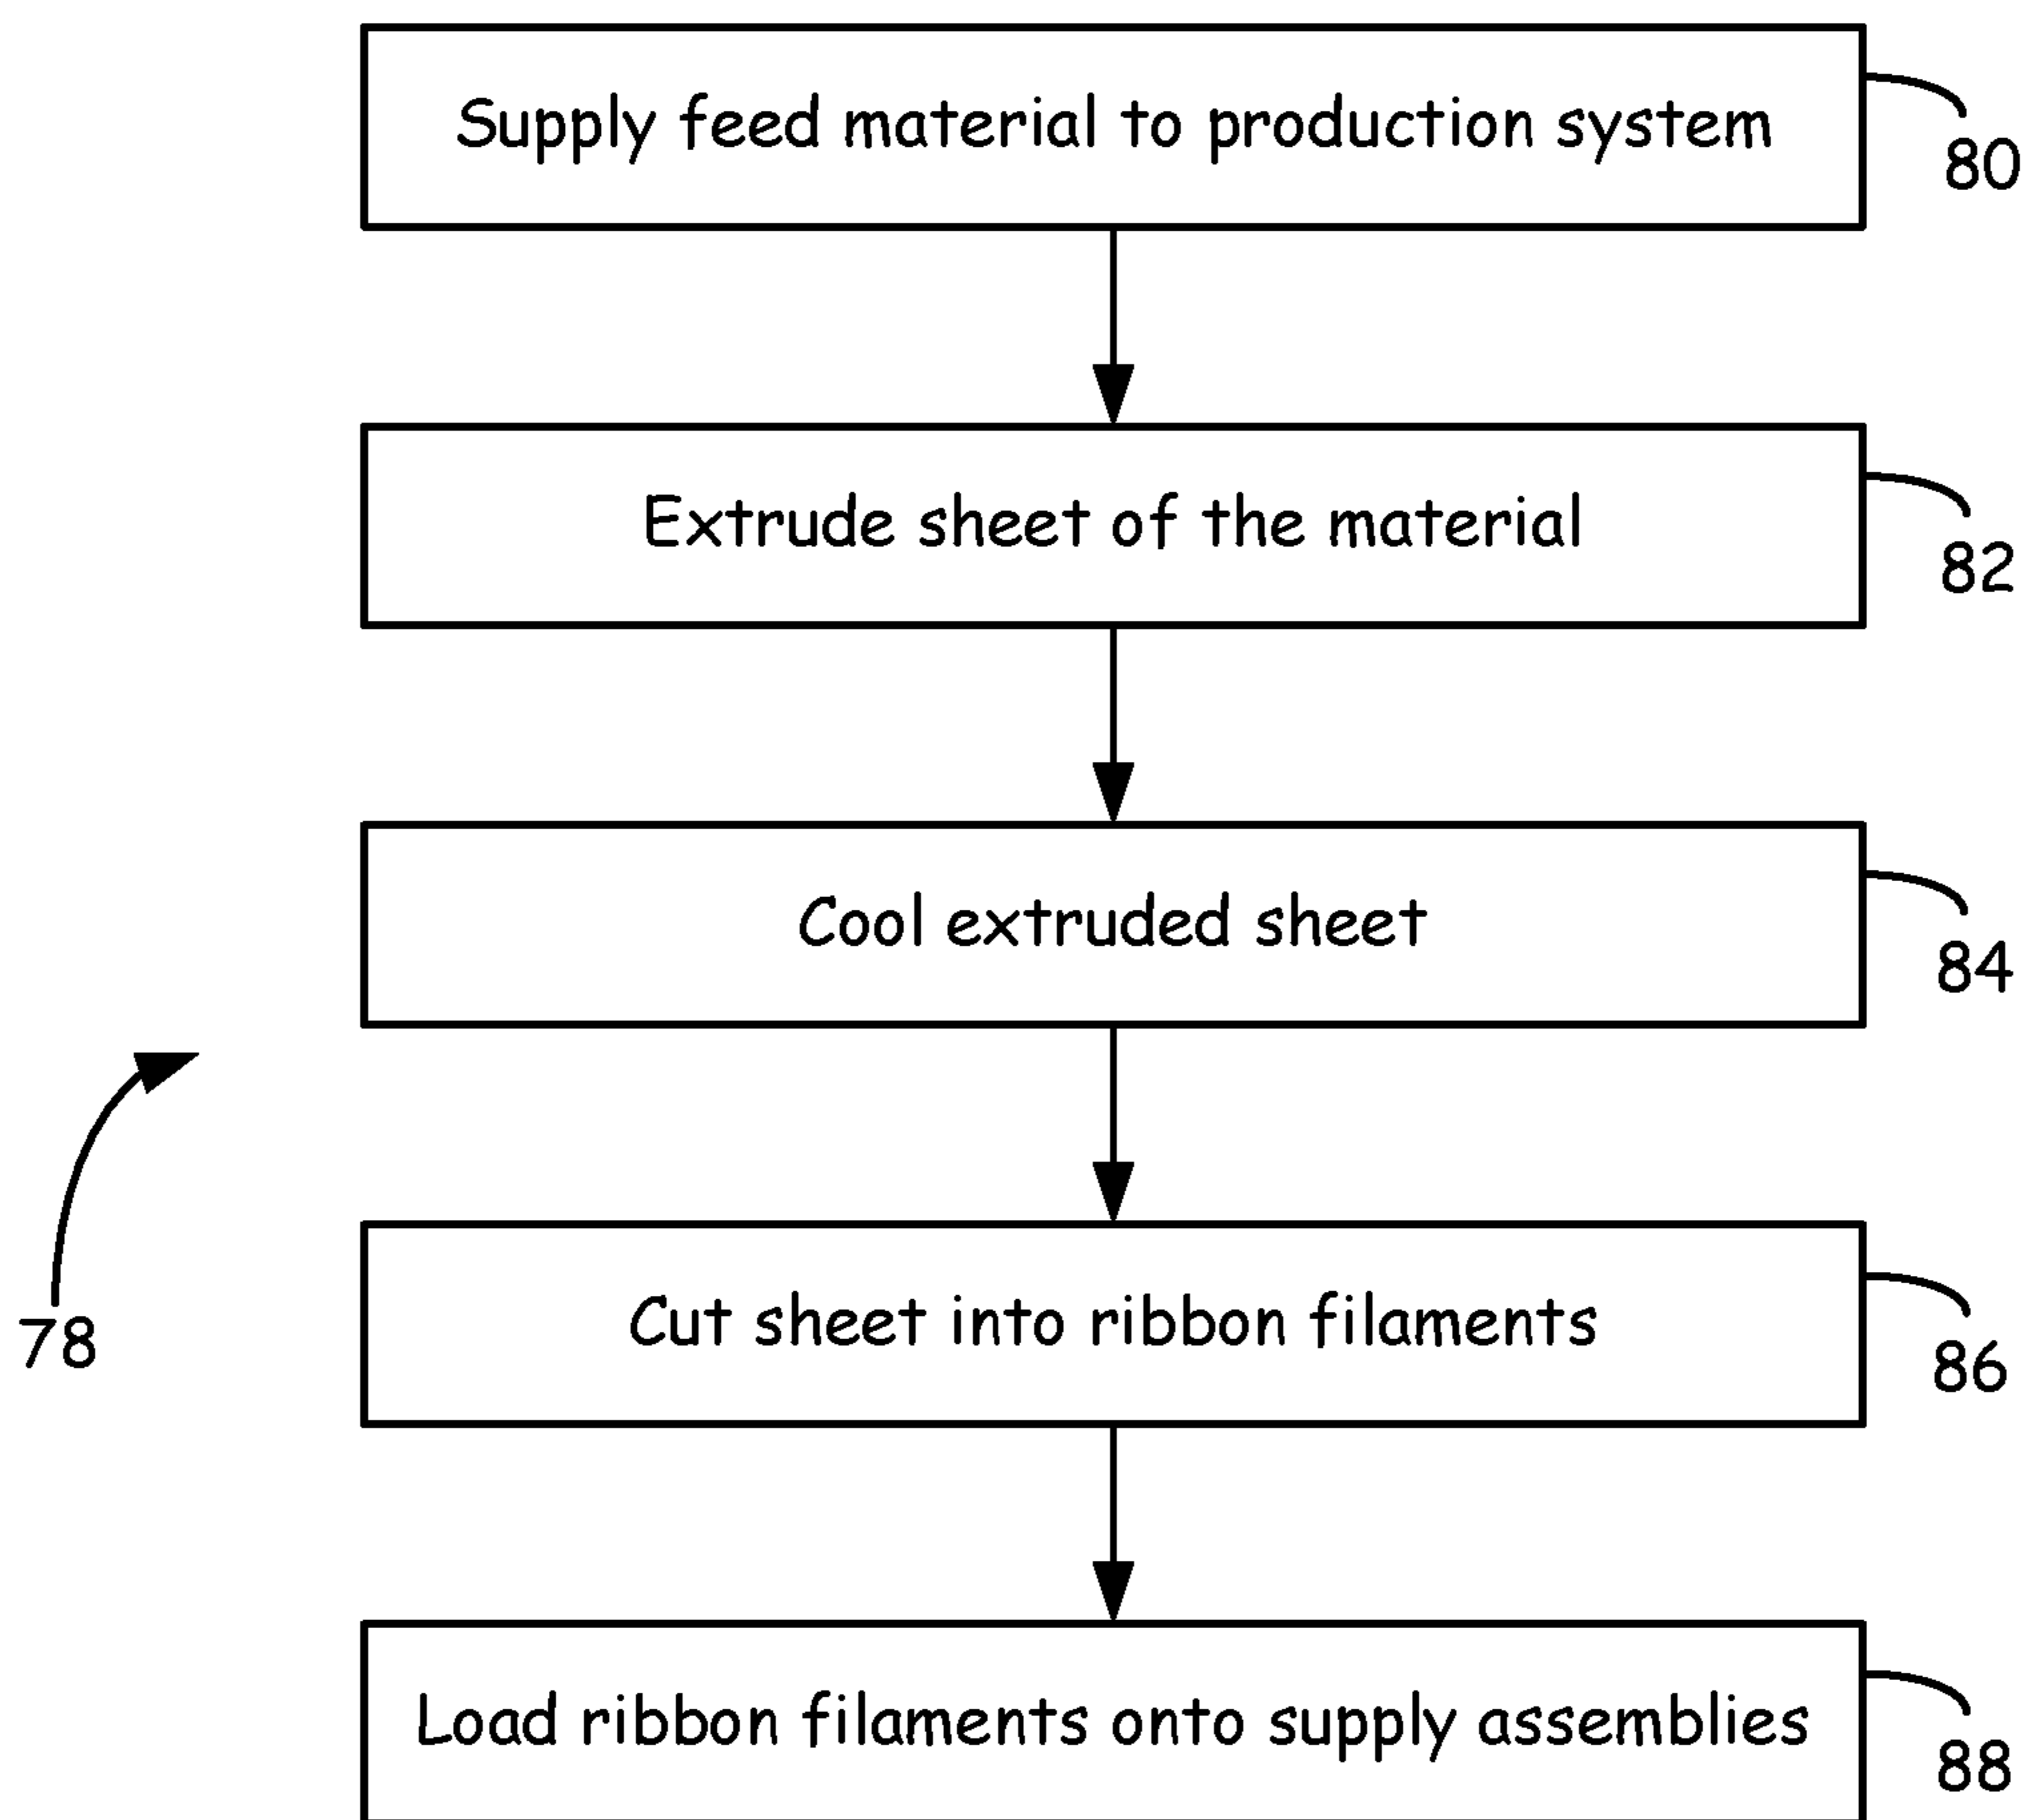 Supply feed material to production system
80
Extrude sheet of the material
82
Cool extruded sheet
84
Cut sheet into ribbon filaments
86
78
Load ribbon filaments onto supply assemblies
88